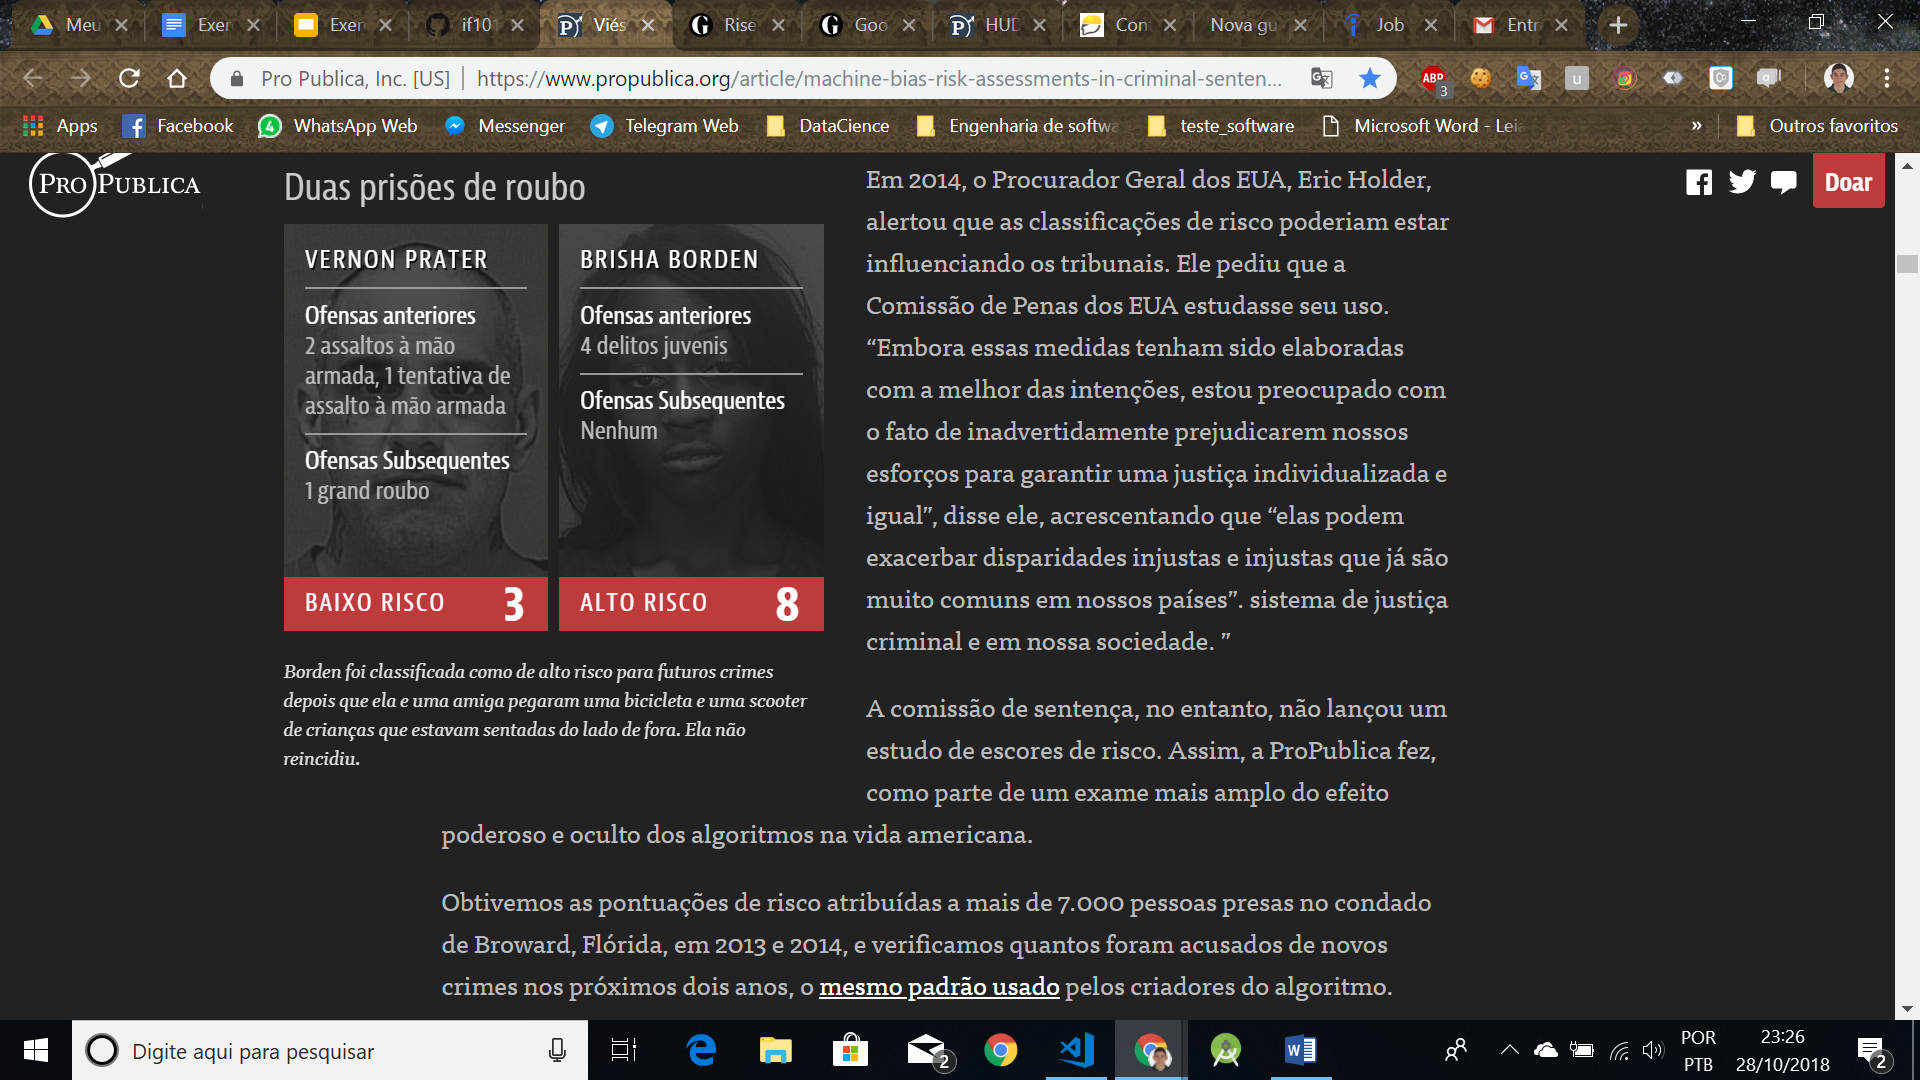 Meu
Exer
Exer
if10
Viés
Rise
Goo
HUD
Con
Nova gu
Job
Entr
Pro Publica, Inc. [US] | https://www.propublica.org/article/machine-bias-risk-assessments-in-criminal-senten...
ABP
3
u
Apps
Facebook
4
WhatsApp Web
Messenger
Telegram Web
DataCience
Engenharia de softwa
teste_software
Microsoft Word - Lei
»
Outros favoritos
PROPUBLICA
Doar
Duas prisões de roubo
VERNON PRATER
Ofensas anteriores
2 assaltos à mão
armada, 1 tentativa de
assalto à mão armada
Ofensas Subsequentes
1 grand roubo
BAIXO RISCO 3
BRISHA BORDEN
Ofensas anteriores
4 delitos juvenis
Ofensas Subsequentes
Nenhum
ALTO RISCO 8
Borden foi classificada como de alto risco para futuros crimes
depois que ela e uma amiga pegaram uma bicicleta e uma scooter
de crianças que estavam sentadas do lado de fora. Ela não
reincidiu.
Em 2014, o Procurador Geral dos EUA, Eric Holder,
alertou que as classificações de risco poderiam estar
influenciando os tribunais. Ele pediu que a
Comissão de Penas dos EUA estudasse seu uso.
“Embora essas medidas tenham sido elaboradas
com a melhor das intenções, estou preocupado com
o fato de inadvertidamente prejudicarem nossos
esforços para garantir uma justiça individualizada e
igual”, disse ele, acrescentando que “elas podem
exacerbar disparidades injustas e injustas que já são
muito comuns em nossos países”. sistema de justiça
criminal e em nossa sociedade. ”
A comissão de sentença, no entanto, não lançou um
estudo de escores de risco. Assim, a ProPublica fez,
como parte de um exame mais amplo do efeito
poderoso e oculto dos algoritmos na vida americana.
Obtivemos as pontuações de risco atribuídas a mais de 7.000 pessoas presas no condado
de Broward, Flórida, em 2013 e 2014, e verificamos quantos foram acusados de novos
crimes nos próximos dois anos, o mesmo padrão usado pelos criadores do algoritmo.
Digite aqui para pesquisar
2
POR
PTB
23:26
28/10/2018
2